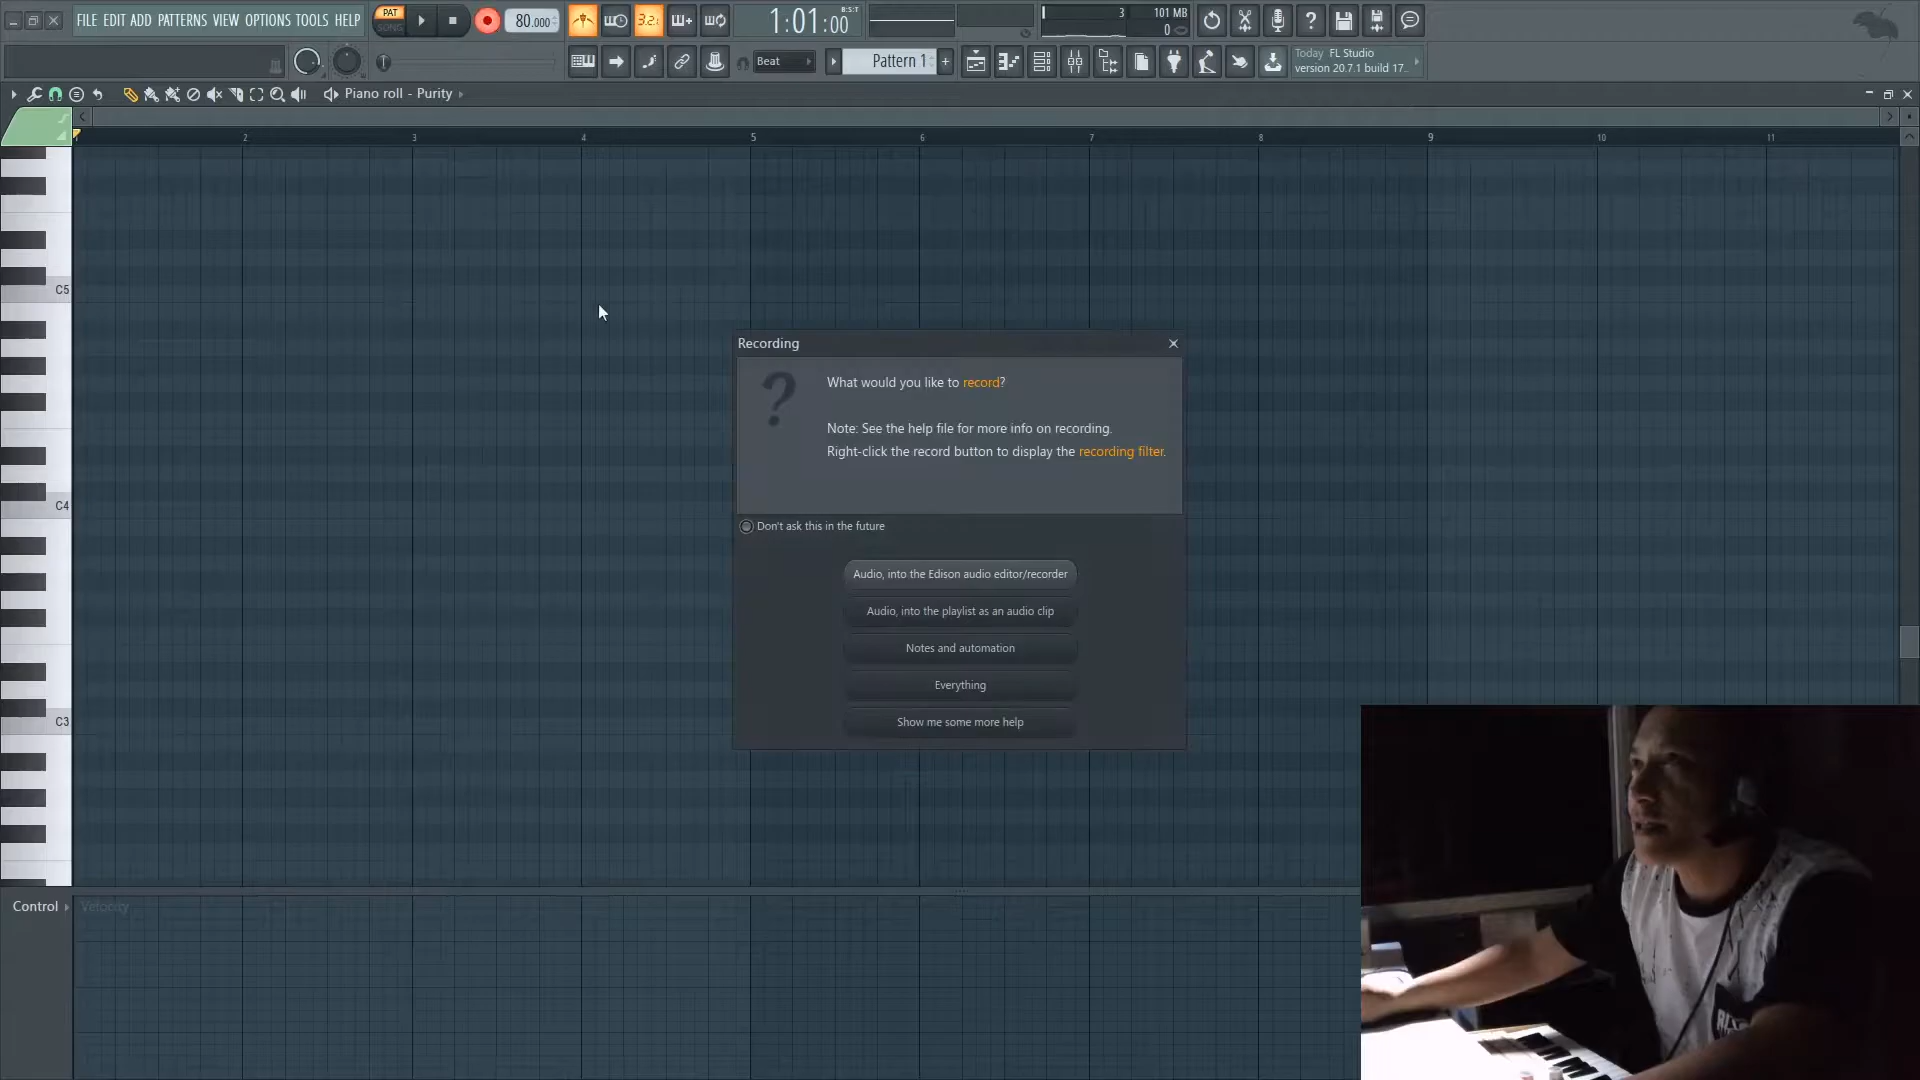 FILE EDIT ADD PATTERNS VIEW OPTIONS TOOLS HELP
PAT
SONG
80.000
3.2.
1:01:00
B:S:T
3
101 MB
0
Beat
Pattern 1
Today FL Studio
version 20.7.1 build 17..
Piano roll - Purity
2 3 4 5 6 7 8 9 10 11
C5
C4
C3
Recording
What would you like to record?
Note: See the help file for more info on recording.
Right-click the record button to display the recording filter.
Don't ask this in the future
Audio, into the Edison audio editor/recorder
Audio, into the playlist as an audio clip
Notes and automation
Everything
Show me some more help
Control
Velocity